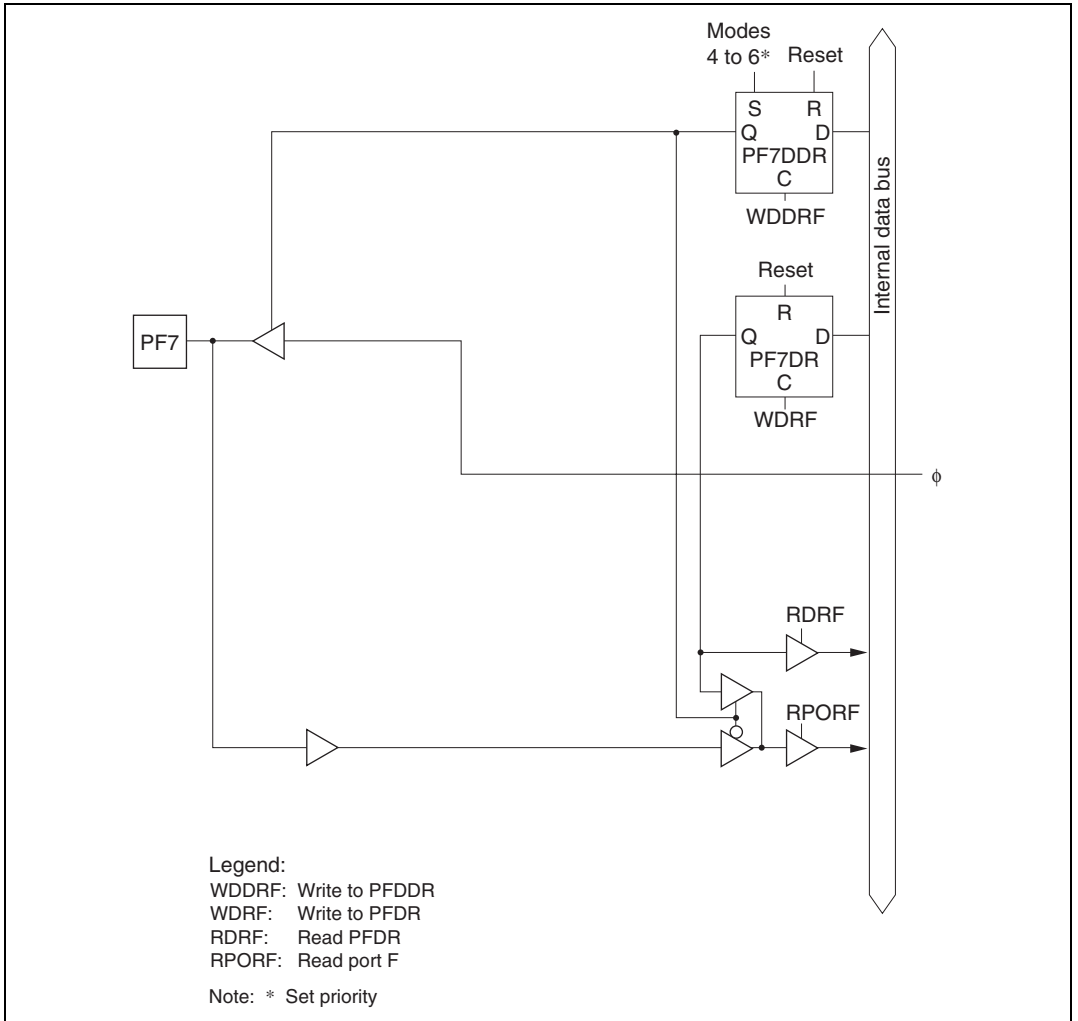 Modes
4 to 6* Reset
S R
Q D
PF7DDR
C
WDDRF
Internal data bus
Reset
R
PF7
Q D
PF7DR
C
WDRF
ϕ
RDRF
RPORF
Legend:
WDDRF: Write to PFDDR
WDRF: Write to PFDR
RDRF: Read PFDR
RPORF: Read port F
Note: * Set priority